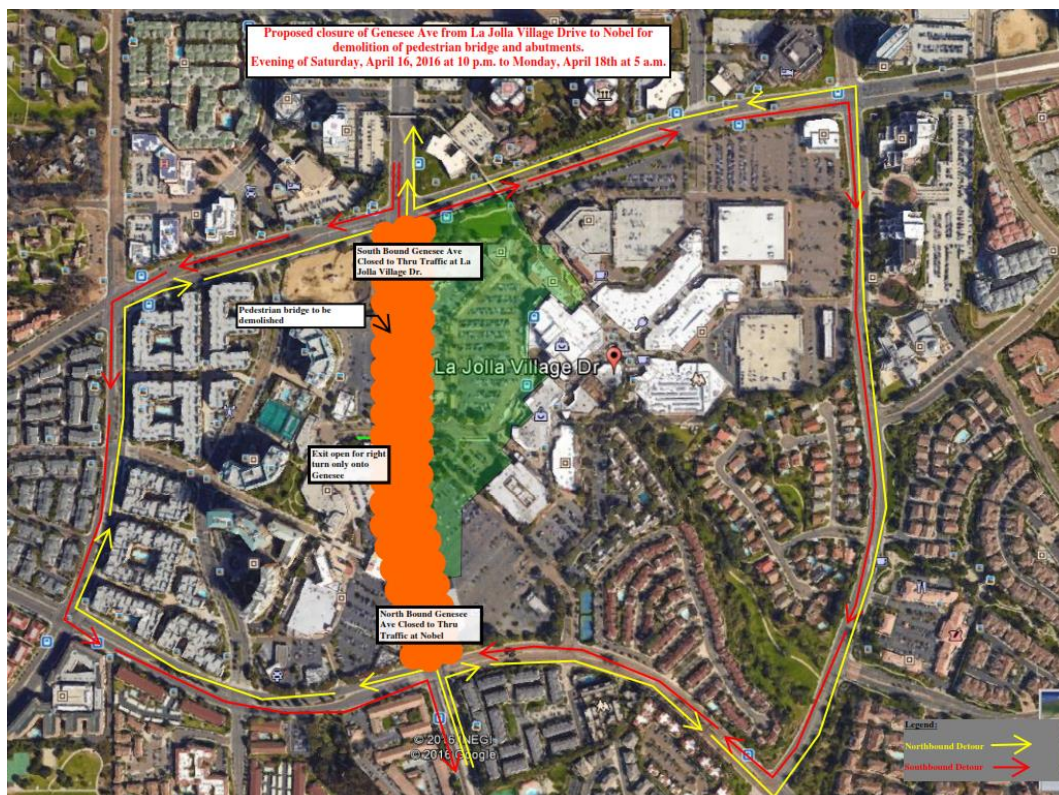 Proposed closure of Genesee Ave from La Jolla Village Drive to Nobel for
demolition of pedestrian bridge and abutments.
Evening of Saturday, April 16, 2016 at 10 p.m. to Monday, April 18th at 5 a.m.
South Bound Genesee Ave
Closed to Thru Traffic at La
Jolla Village Dr.
Pedestrian bridge to be
demolished
La Jolla Village Dr
Exit open for right
turn only onto
Genesee
North Bound Genesee
Ave Closed to Thru
Traffic at Nobel
© 2016 INEGI
© 2016 Google
Legend:
Northbound Detour
Southbound Detour